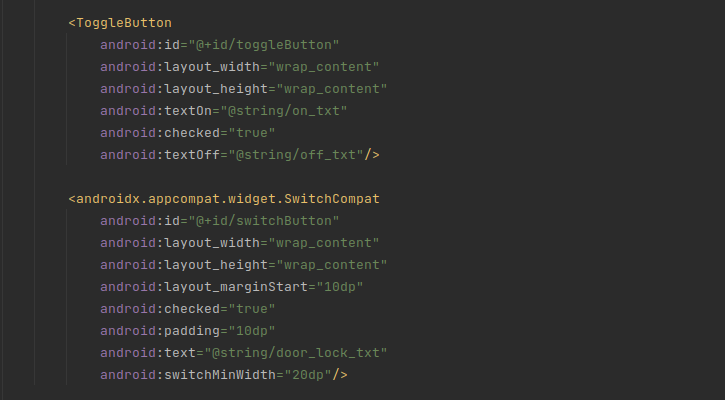 <ToggleButton
android:id="@+id/toggleButton"
android:layout_width="wrap_content"
android:layout_height="wrap_content"
android:textOn="@string/on_txt"
android:checked="true"
android:textOff="@string/off_txt"/>
<androidx.appcompat.widget.SwitchCompat
android:id="@+id/switchButton"
android:layout_width="wrap_content"
android:layout_height="wrap_content"
android:layout_marginStart="10dp"
android:checked="true"
android:padding="10dp"
android:text="@string/door_lock_txt"
android:switchMinWidth="20dp"/>